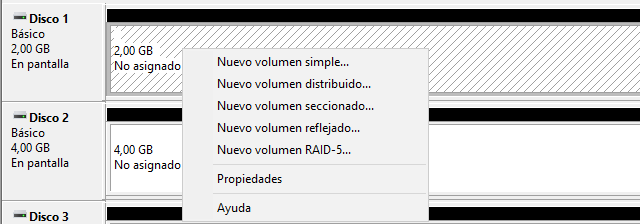 Disco 1
Básico
2,00 GB
En pantalla
2,00 GB
No asignado
Nuevo volumen simple...
Nuevo volumen distribuido...
Nuevo volumen seccionado...
Nuevo volumen reflejado...
Nuevo volumen RAID-5...
Propiedades
Ayuda
Disco 2
Básico
4,00 GB
En pantalla
4,00 GB
No asignado
Disco 3